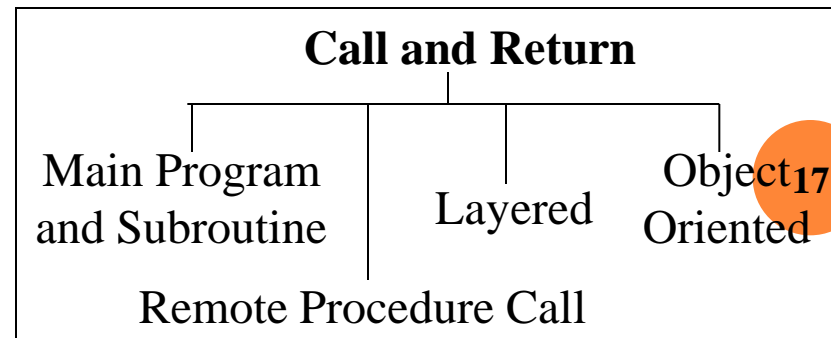 Call and Return
Main Program
and Subroutine
Remote Procedure Call
Layered
Object
Oriented
17